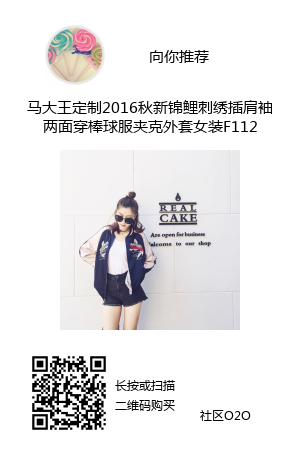 向你推荐
马大王定制2016秋新锦鲤刺绣插肩袖
两面穿棒球服夹克外套女装F112
REAL
CAKE
Are open for business
Welcome to our shop
长按或扫描
二维码购买
社区O2O